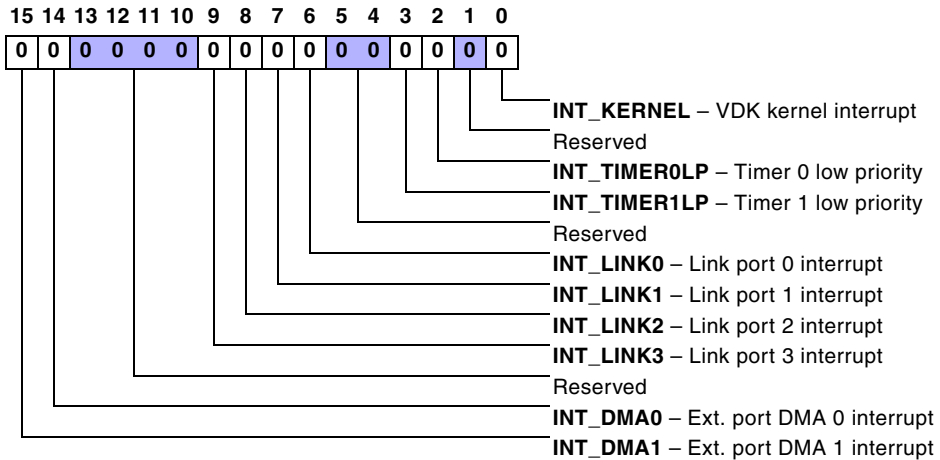 15 14 13 12 11 10 9 8 7 6 5 4 3 2 1 0
0 0 0 0 0 0 0 0 0 0 0 0 0 0 0 0
INT_KERNEL – VDK kernel interrupt
Reserved
INT_TIMER0LP – Timer 0 low priority
INT_TIMER1LP – Timer 1 low priority
Reserved
INT_LINK0 – Link port 0 interrupt
INT_LINK1 – Link port 1 interrupt
INT_LINK2 – Link port 2 interrupt
INT_LINK3 – Link port 3 interrupt
Reserved
INT_DMA0 – Ext. port DMA 0 interrupt
INT_DMA1 – Ext. port DMA 1 interrupt